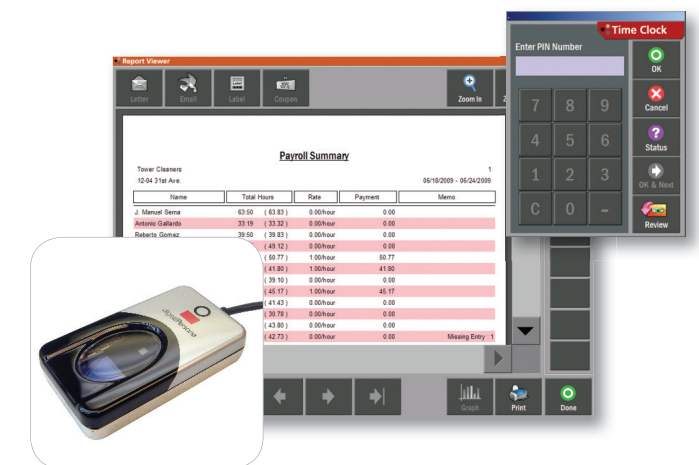 Time Clock
Enter PIN Number
OK
7 8 9
Cancel
4 5 6
Status
1 2 3
OK & Next
C 0 –
Review
Report Viewer
Letter Email Label Coupon Zoom In
Payroll Summary
Tower Cleaners 1
12-04 31st Ave. 06/18/2009 - 06/24/2009
Name Total Hours Rate Payment Memo
J. Manuel Serna 63:50 ( 63.83 ) 0.00/hour 0.00
Antonio Gallardo 33:19 ( 33.32 ) 0.00/hour 0.00
Roberto Gomez 39:50 ( 39.83 ) 0.00/hour 0.00
( 49.12 ) 0.00/hour 0.00
( 50.77 ) 1.00/hour 50.77
( 41.80 ) 1.00/hour 41.80
( 39.10 ) 0.00/hour 0.00
( 45.17 ) 1.00/hour 45.17
( 41.43 ) 0.00/hour 0.00
( 30.78 ) 0.00/hour 0.00
( 43.80 ) 0.00/hour 0.00
( 42.73 ) 0.00/hour 0.00 Missing Entry : 1
Graph Print Done
digitalPersona